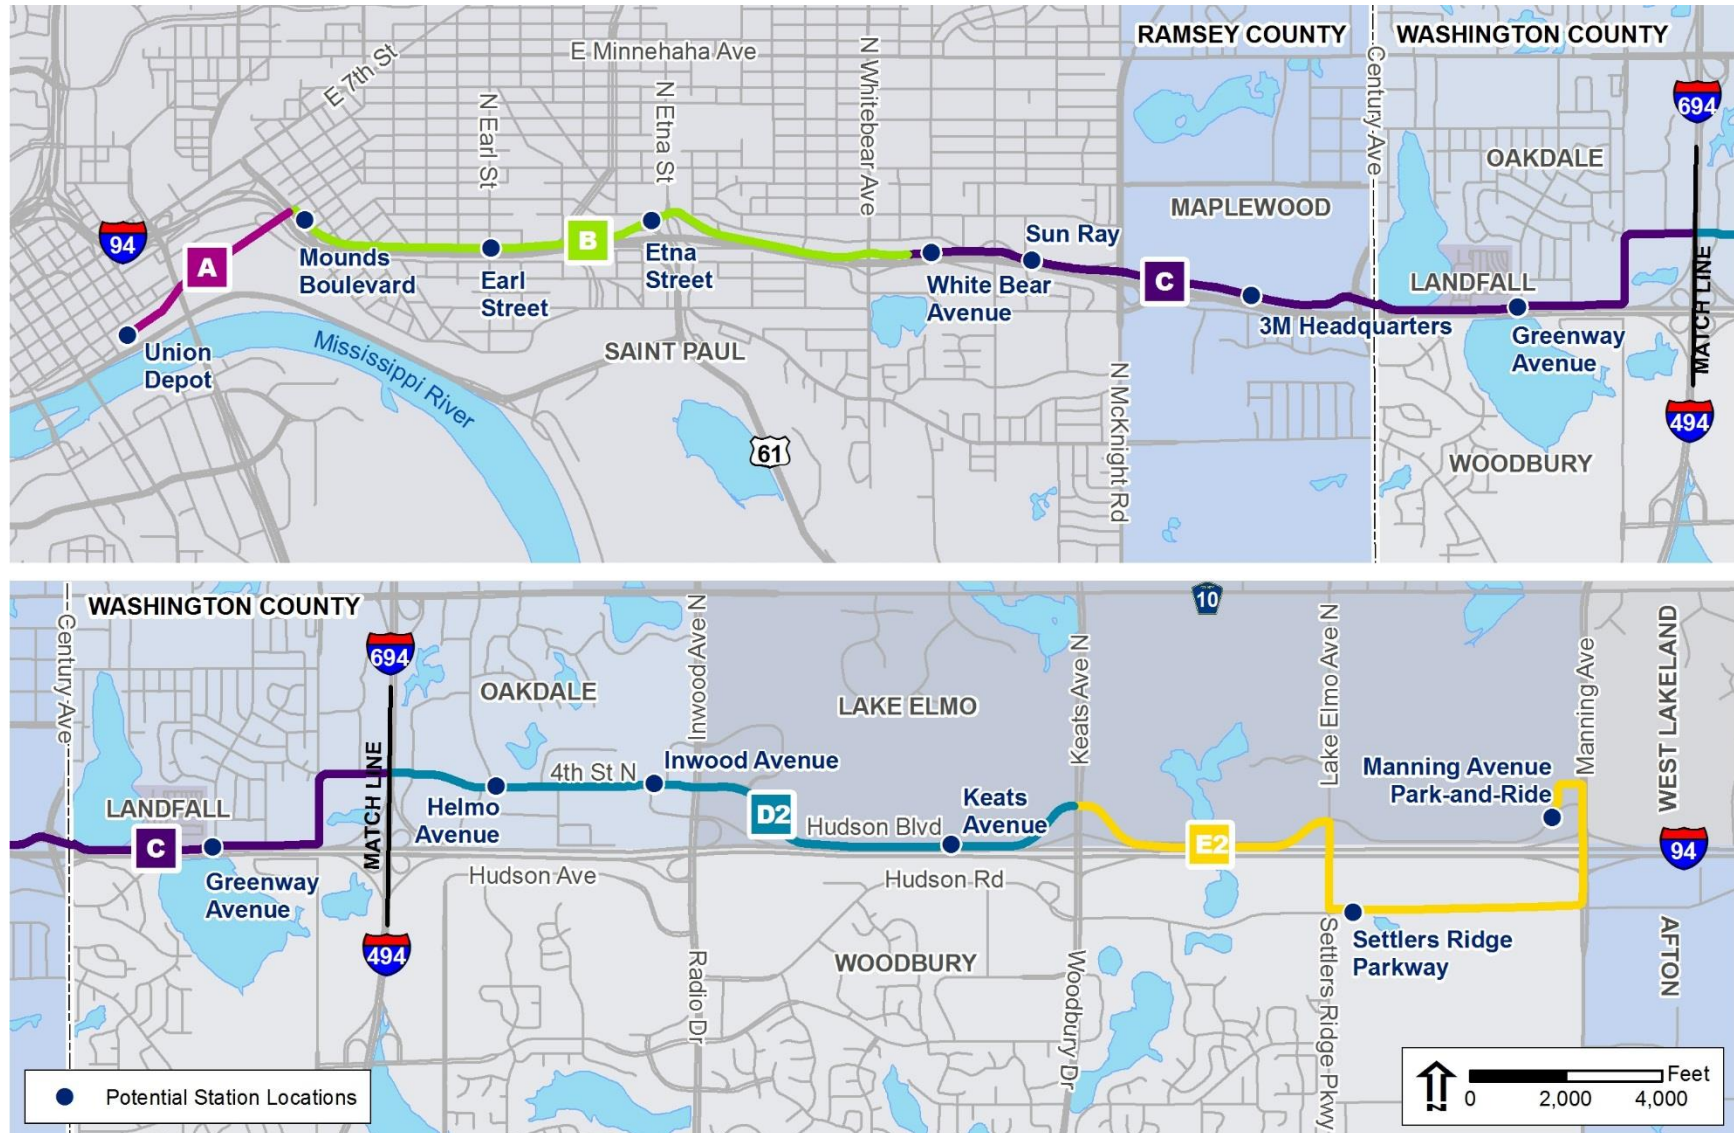 RAMSEY COUNTY
WASHINGTON COUNTY
E Minnehaha Ave
E 7th St
N Earl St
N Etna St
N Whitebear Ave
Century Ave
694
OAKDALE
MAPLEWOOD
94
A
B
C
Mounds
Boulevard
Earl
Street
Etna
Street
Sun Ray
White Bear
Avenue
3M Headquarters
LANDFALL
Greenway
Avenue
MATCH LINE
Union
Depot
Mississippi River
SAINT PAUL
61
N McKnight Rd
494
WOODBURY
WASHINGTON COUNTY
Century Ave
694
OAKDALE
Inwood Ave N
LAKE ELMO
Keats Ave N
10
Lake Elmo Ave N
Manning Ave
WEST LAKELAND
MATCH LINE
LANDFALL
C
Greenway
Avenue
4th St N
Helmo
Avenue
Inwood Avenue
D2
Hudson Blvd
Keats
Avenue
E2
Manning Avenue
Park-and-Ride
94
Hudson Ave
Hudson Rd
494
Radio Dr
WOODBURY
Woodbury Dr
Settlers Ridge Pkwy
Settlers Ridge
Parkway
AFTON
Potential Station Locations
N
Feet
0
2,000
4,000